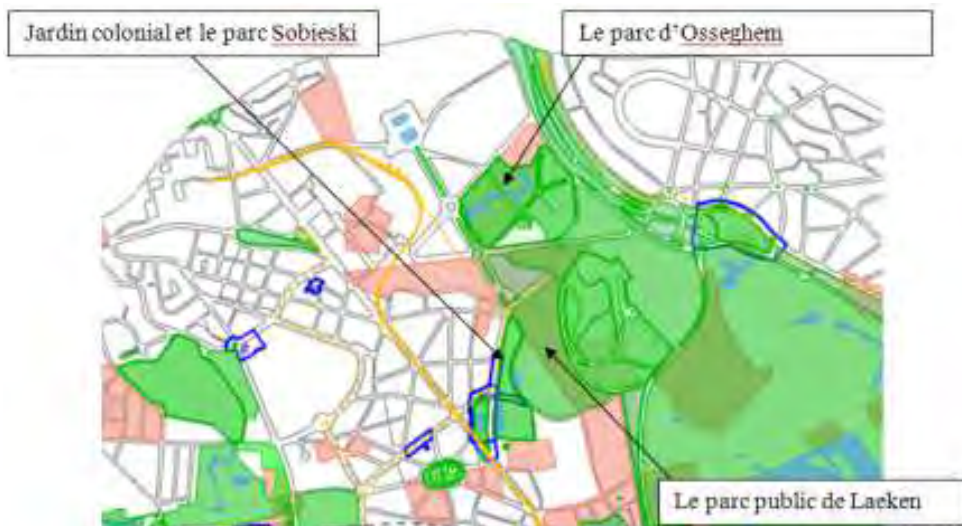 Jardin colonial et le parc Sobieski
Le parc d’Osseghem
Le parc public de Laeken